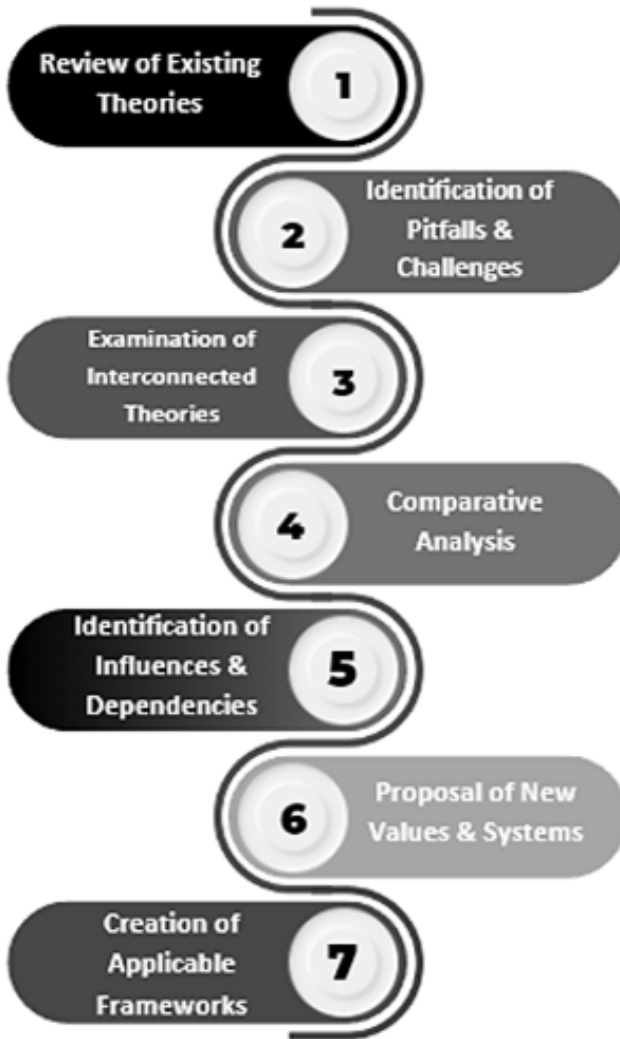 Review of Existing
Theories
1
Identification of
Pitfalls &
Challenges
2
Examination of
Interconnected
Theories
3
Comparative
Analysis
4
Identification of
Influences &
Dependencies
5
Proposal of New
Values & Systems
6
Creation of
Applicable
Frameworks
7